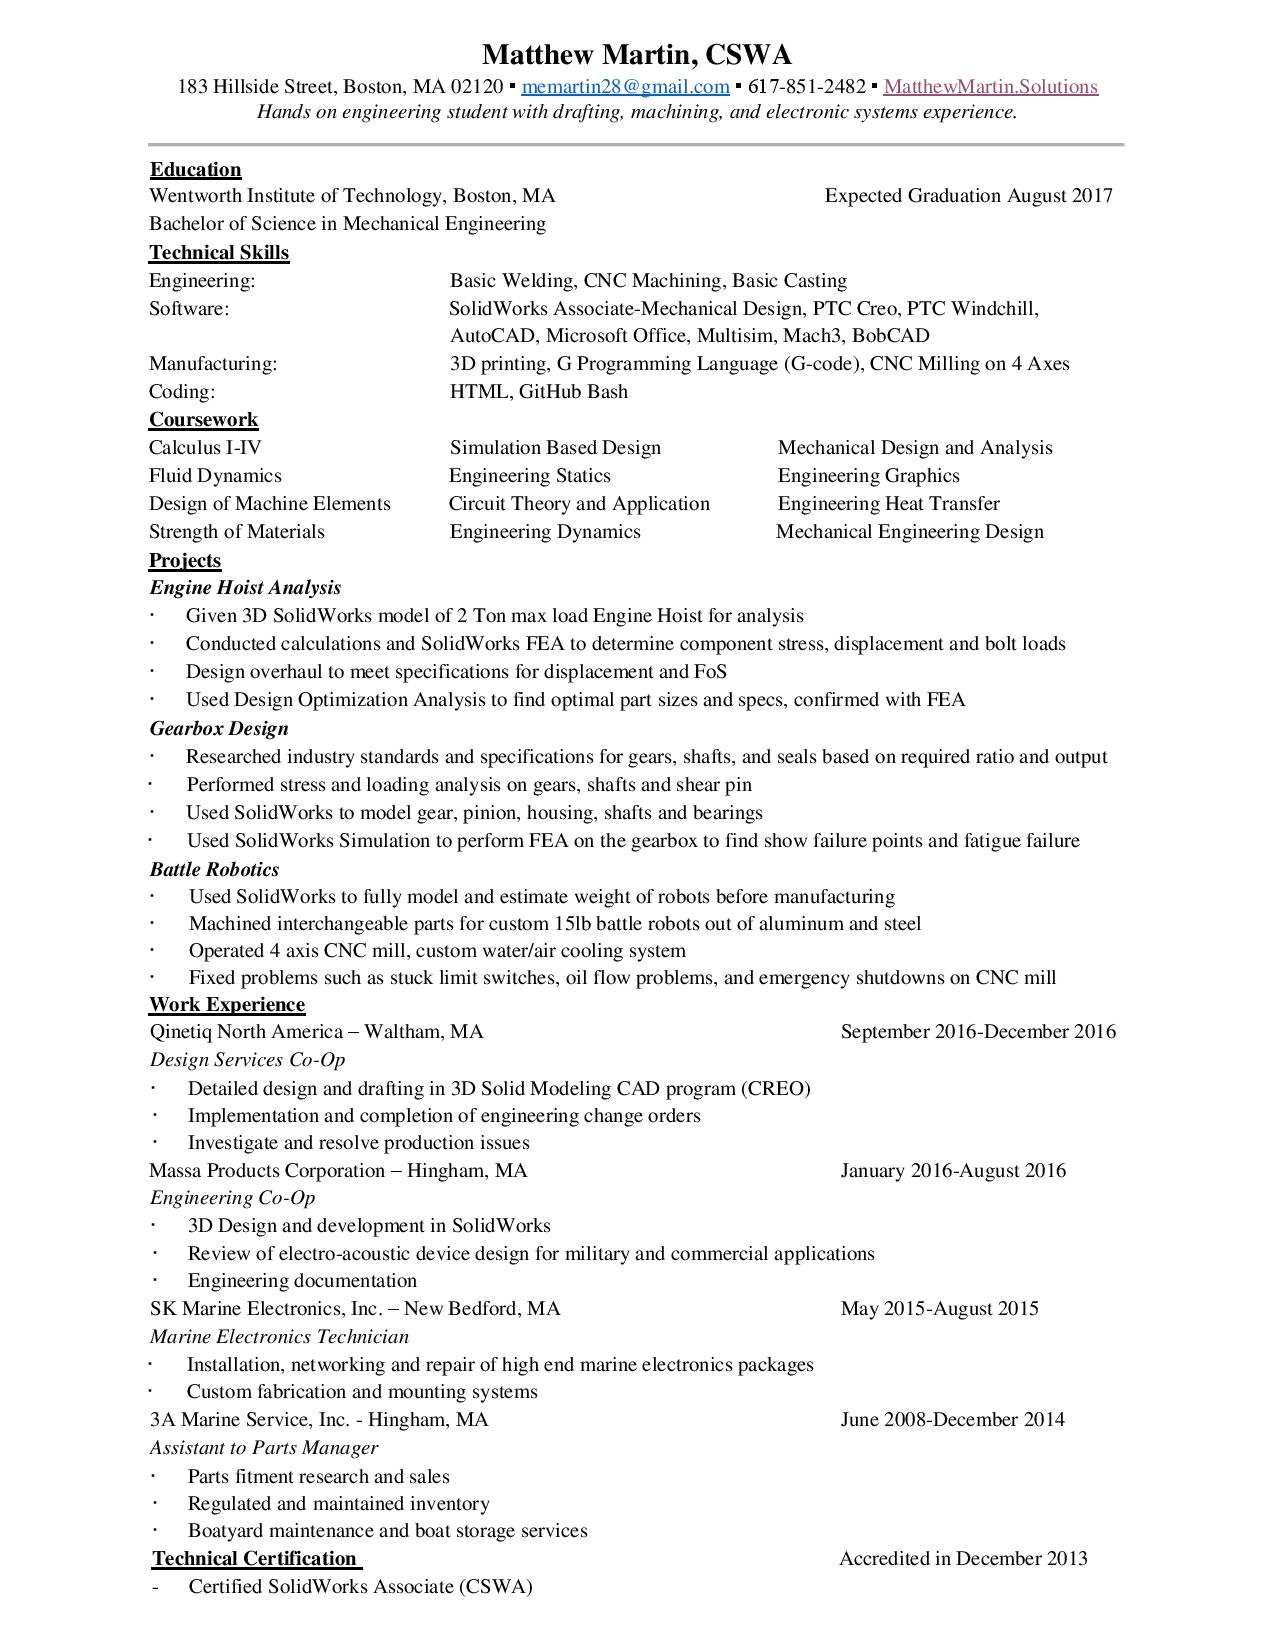 Matthew Martin, CSWA
183 Hillside Street, Boston, MA 02120 ▪ memartin28@gmail.com ▪ 617-851-2482 ▪ MatthewMartin.Solutions
Hands on engineering student with drafting, machining, and electronic systems experience.
Education
Wentworth Institute of Technology, Boston, MA Expected Graduation August 2017
Bachelor of Science in Mechanical Engineering
Technical Skills
Engineering: Basic Welding, CNC Machining, Basic Casting
Software: SolidWorks Associate-Mechanical Design, PTC Creo, PTC Windchill,
AutoCAD, Microsoft Office, Multisim, Mach3, BobCAD
Manufacturing: 3D printing, G Programming Language (G-code), CNC Milling on 4 Axes
Coding: HTML, GitHub Bash
Coursework
Calculus I-IV Simulation Based Design Mechanical Design and Analysis
Fluid Dynamics Engineering Statics Engineering Graphics
Design of Machine Elements Circuit Theory and Application Engineering Heat Transfer
Strength of Materials Engineering Dynamics Mechanical Engineering Design
Projects
Engine Hoist Analysis
· Given 3D SolidWorks model of 2 Ton max load Engine Hoist for analysis
· Conducted calculations and SolidWorks FEA to determine component stress, displacement and bolt loads
· Design overhaul to meet specifications for displacement and FoS
· Used Design Optimization Analysis to find optimal part sizes and specs, confirmed with FEA
Gearbox Design
· Researched industry standards and specifications for gears, shafts, and seals based on required ratio and output
· Performed stress and loading analysis on gears, shafts and shear pin
· Used SolidWorks to model gear, pinion, housing, shafts and bearings
· Used SolidWorks Simulation to perform FEA on the gearbox to find show failure points and fatigue failure
Battle Robotics
· Used SolidWorks to fully model and estimate weight of robots before manufacturing
· Machined interchangeable parts for custom 15lb battle robots out of aluminum and steel
· Operated 4 axis CNC mill, custom water/air cooling system
· Fixed problems such as stuck limit switches, oil flow problems, and emergency shutdowns on CNC mill
Work Experience
Qinetiq North America – Waltham, MA September 2016-December 2016
Design Services Co-Op
· Detailed design and drafting in 3D Solid Modeling CAD program (CREO)
· Implementation and completion of engineering change orders
· Investigate and resolve production issues
Massa Products Corporation – Hingham, MA January 2016-August 2016
Engineering Co-Op
· 3D Design and development in SolidWorks
· Review of electro-acoustic device design for military and commercial applications
· Engineering documentation
SK Marine Electronics, Inc. – New Bedford, MA May 2015-August 2015
Marine Electronics Technician
· Installation, networking and repair of high end marine electronics packages
· Custom fabrication and mounting systems
3A Marine Service, Inc. - Hingham, MA June 2008-December 2014
Assistant to Parts Manager
· Parts fitment research and sales
· Regulated and maintained inventory
· Boatyard maintenance and boat storage services
Technical Certification Accredited in December 2013
- Certified SolidWorks Associate (CSWA)